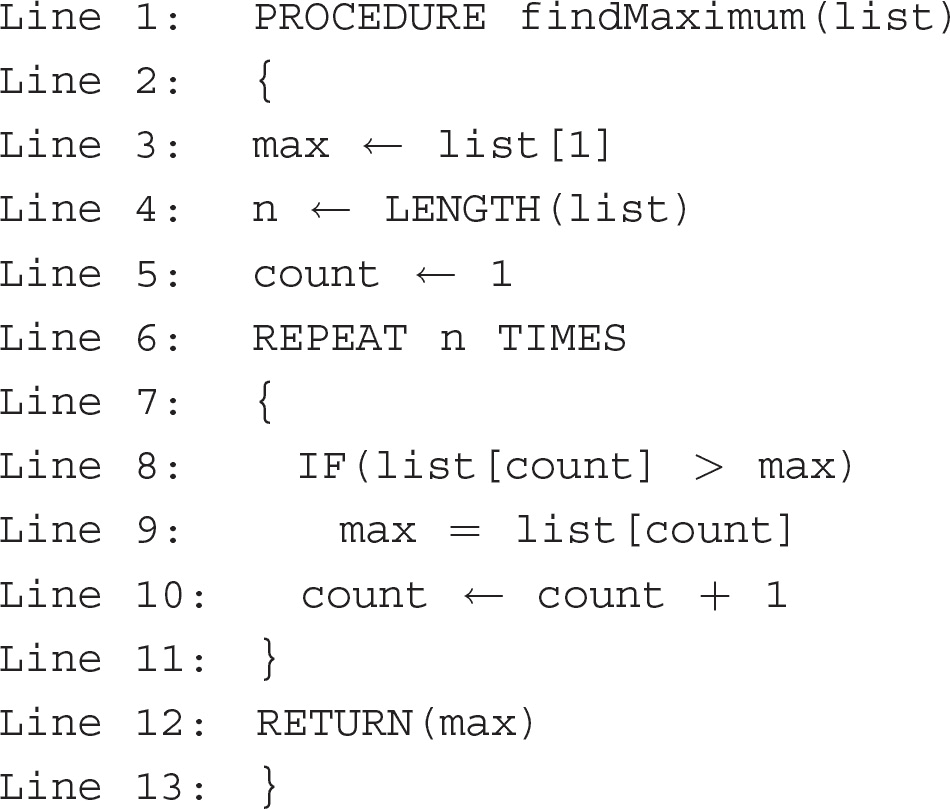 Line 1: PROCEDURE findMaximum(list)
Line 2: {
Line 3: max ← list[1]
Line 4: n ← LENGTH(list)
Line 5: count ← 1
Line 6: REPEAT n TIMES
Line 7: {
Line 8: IF(list[count] > max)
Line 9: max = list[count]
Line 10: count ← count + 1
Line 11: }
Line 12: RETURN(max)
Line 13: }